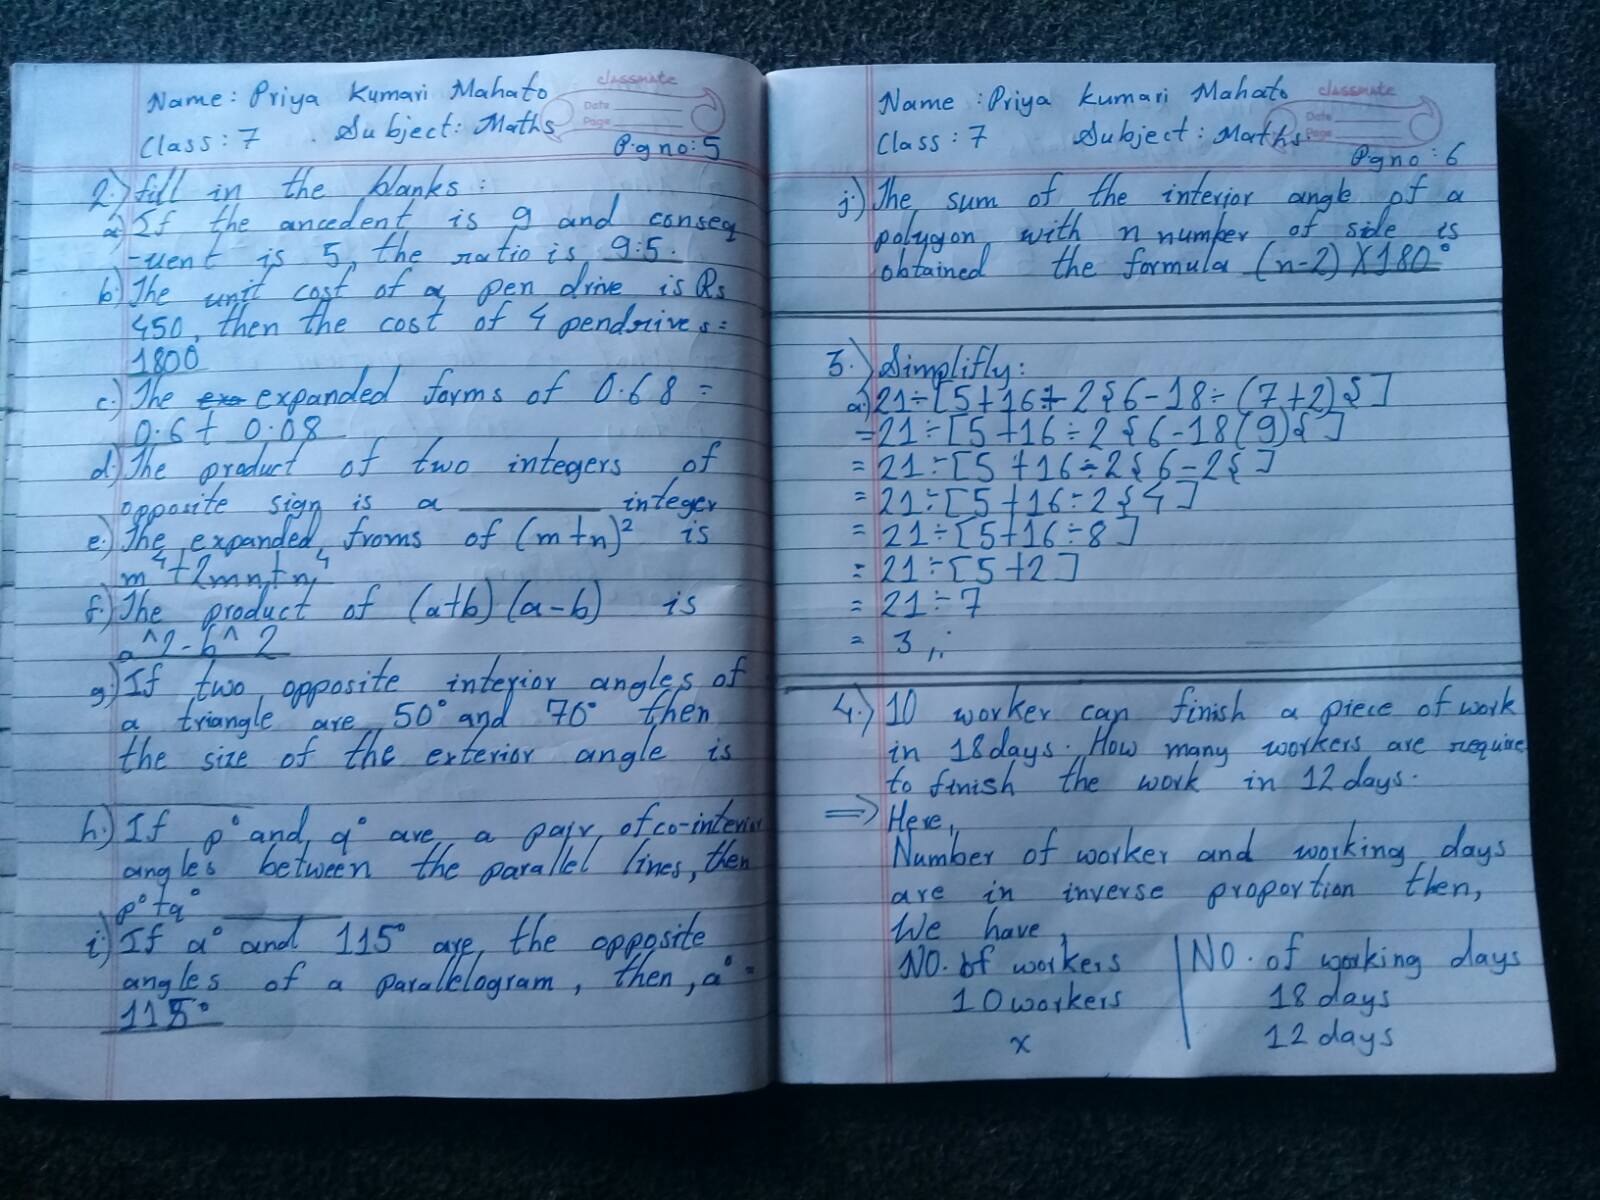 classmate
Date
Page
Name: Priya Kumari Mahato
Class: 7 Subject: Maths
Pg no: 5
2.) fill in the blanks:
a) If the ancedent is 9 and conseq
-uent is 5, the ratio is 9:5.
b) The unit cost of a pen drive is Rs
450, then the cost of 4 pendrives =
1800
c.) The exp expanded forms of 0.68 =
0.6 + 0.08
d.) The product of two integers of
opposite sign is a ________ integer
e.) The expanded froms of (m+n)² is
m⁴+2mn+n⁴
f.) The product of (a+b) (a-b) is
a^2-b^2
g.) If two opposite interior angles of
a triangle are 50° and 70° then
the size of the exterior angle is
________
h.) If p° and q° are a pair of co-interior
angles between the parallel lines, then
p°+q° ________
i) If a° and 115° are the opposite
angles of a parallelogram, then, a° =
115°
classmate
Date
Page
Name: Priya Kumari Mahato
Class: 7 Subject: Maths
Pg no: 6
j.) The sum of the interior angle of a
polygon with n number of side is
obtained the formula (n-2)×180°
3.) Simplifly:
a.) 21÷[5+16÷2{6-18÷(7+2)}]
=21÷[5+16÷2{6-18(9)}]
= 21÷[5+16÷2{6-2}]
= 21÷[5+16÷2{4]
= 21÷[5+16÷8]
= 21÷[5+2]
= 21÷7
= 3
4.) 10 worker can finish a piece of work
in 18days. How many workers are require
to finish the work in 12 days.
=> Here,
Number of worker and working days
are in inverse proportion then,
We have,
NO. of workers | NO. of working days
10 workers 18 days
x 12 days